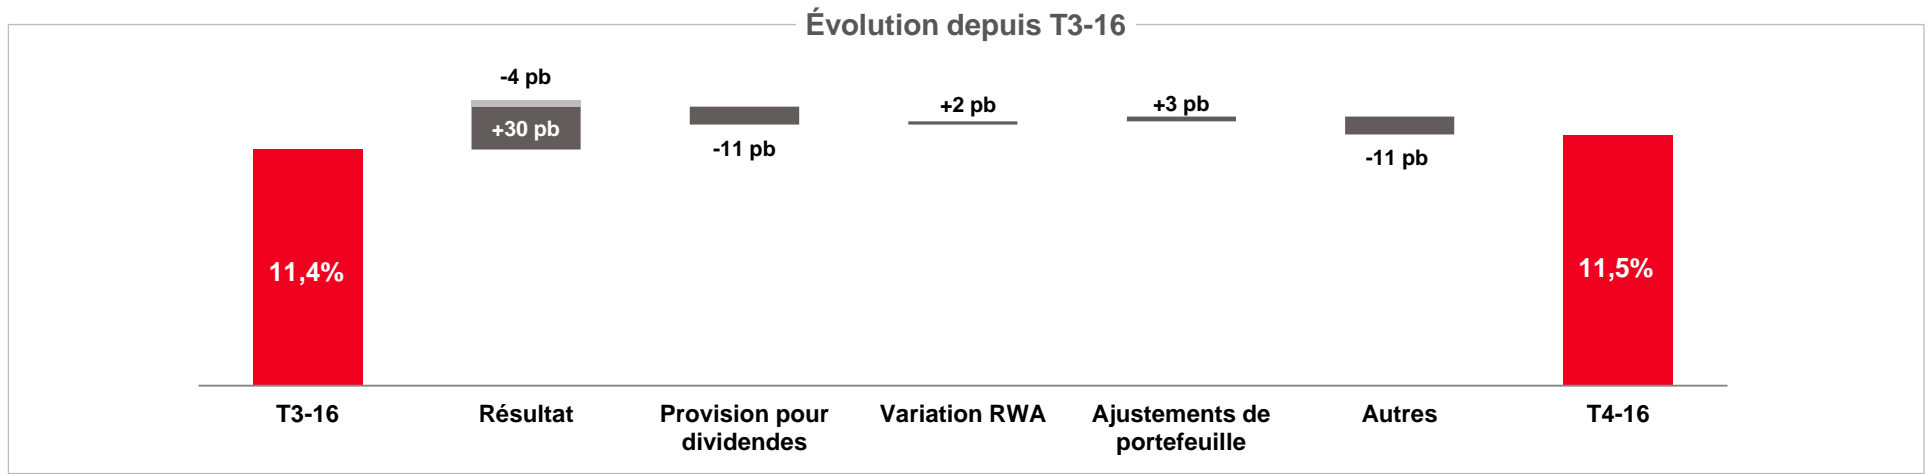 Évolution depuis T3-16
-4 pb
+30 pb
-11 pb
+2 pb
+3 pb
-11 pb
11,4%
11,5%
T3-16
Résultat
Provision pour
dividendes
Variation RWA
Ajustements de
portefeuille
Autres
T4-16